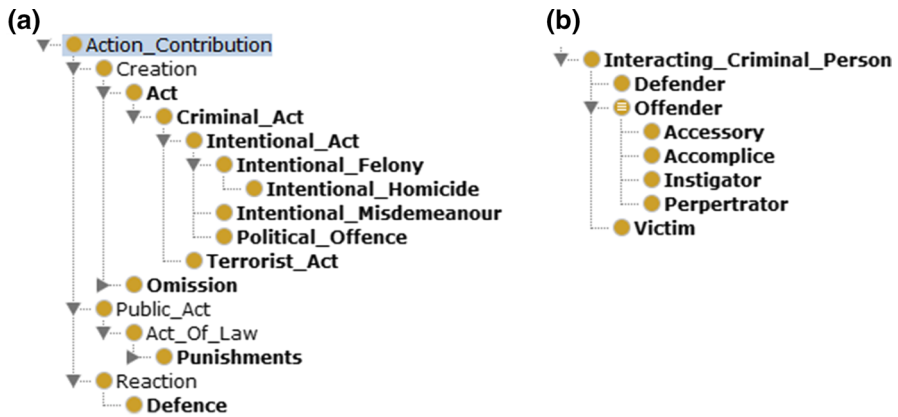 (a)
Action_Contribution
Creation
Act
Criminal_Act
Intentional_Act
Intentional_Felony
Intentional_Homicide
Intentional_Misdemeanour
Political_Offence
Terrorist_Act
Omission
Public_Act
Act_Of_Law
Punishments
Reaction
Defence
(b)
Interacting_Criminal_Person
Defender
Offender
Accessory
Accomplice
Instigator
Perpertrator
Victim